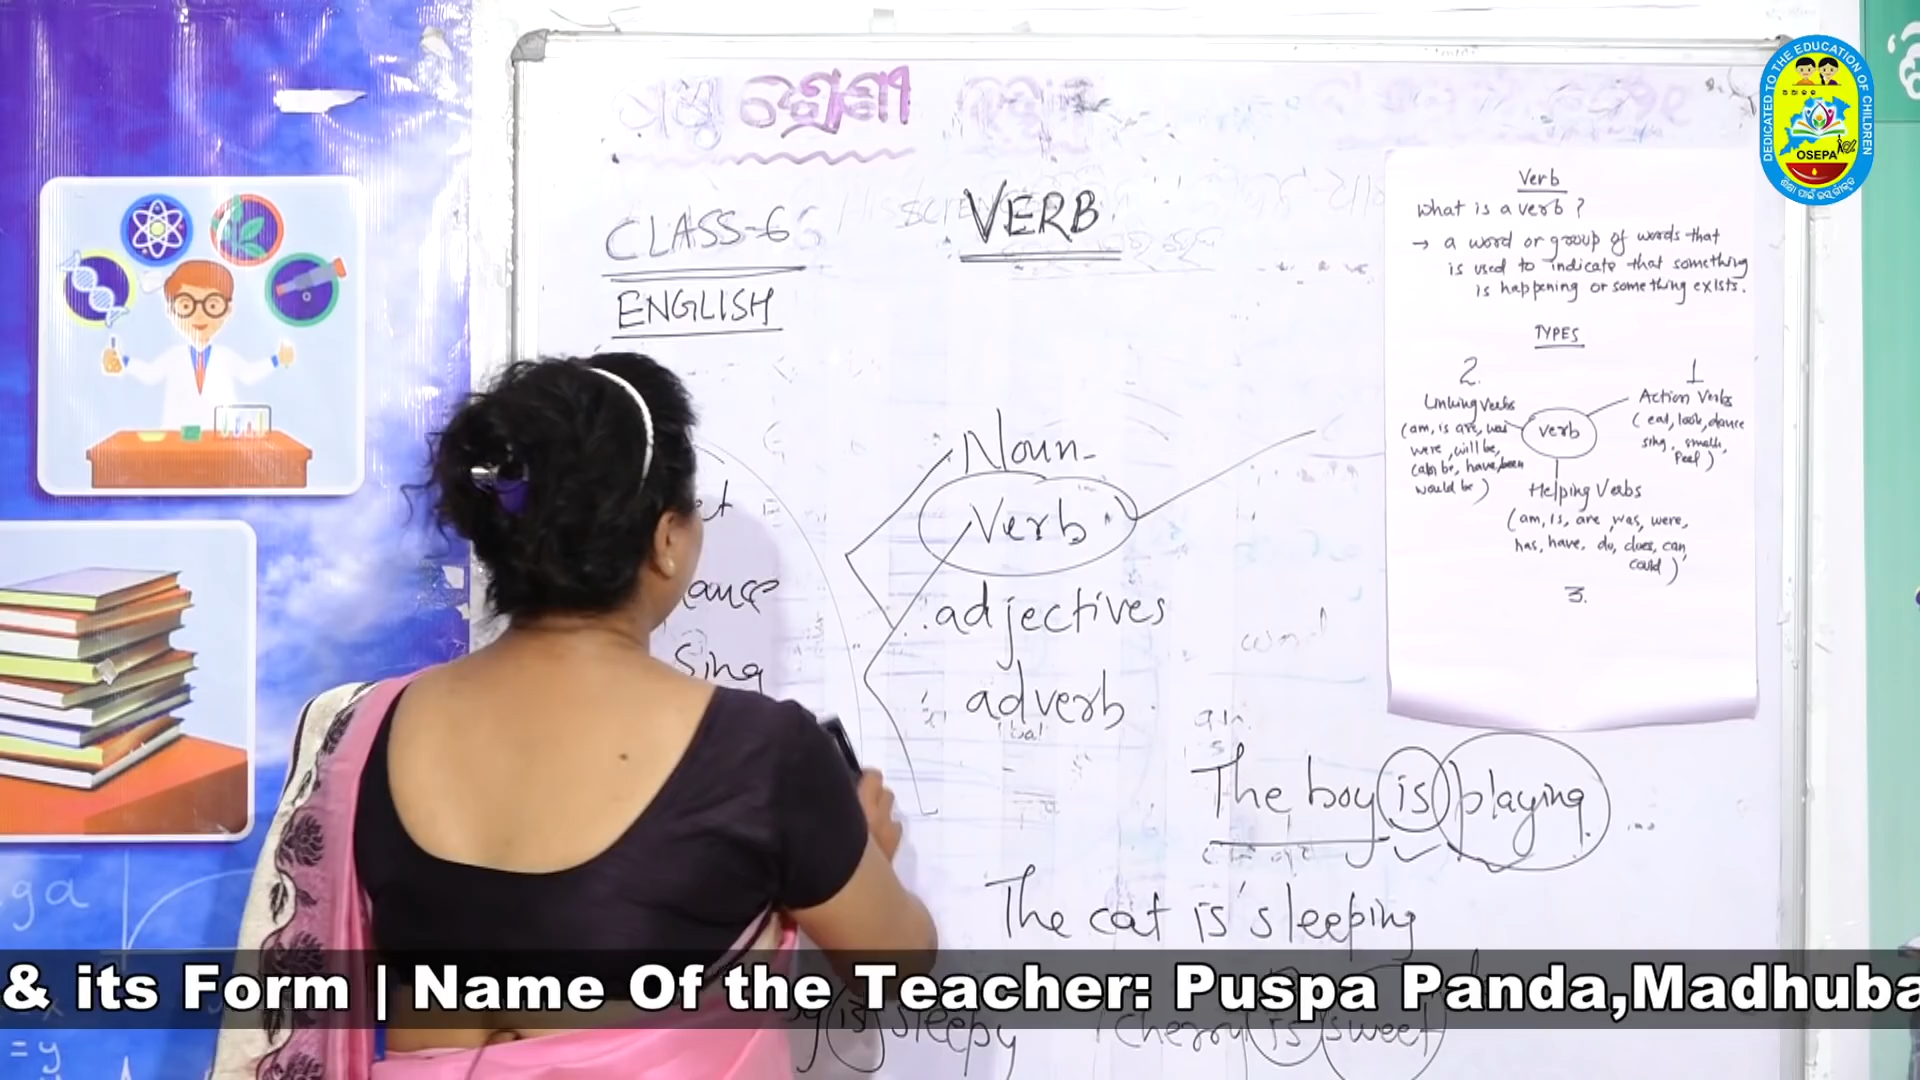 ଶ୍ରେଣୀ
CLASS-6
ENGLISH
VERB
Noun-
Verb
adjectives
adverb
ance
Sing
The boy is playing
The cat is sleeping
is sleepy
cherry is sweet
Verb
What is a verb?
→ a word or group of words that
is used to indicate that something
is happening or something exists.
TYPES
2.
Linking Verbs
(am, is are, was
were, will be,
can be, have been
would be)
verb
1
Action Verbs
(eat, look, dance
sing, smell,
feel)
Helping Verbs
(am, is, are, was, were,
has, have, do, does, can,
could)
3.
DEDICATED TO THE EDUCATION OF CHILDREN
OSEPA
& its Form | Name Of the Teacher: Puspa Panda,Madhuba
ga
=y